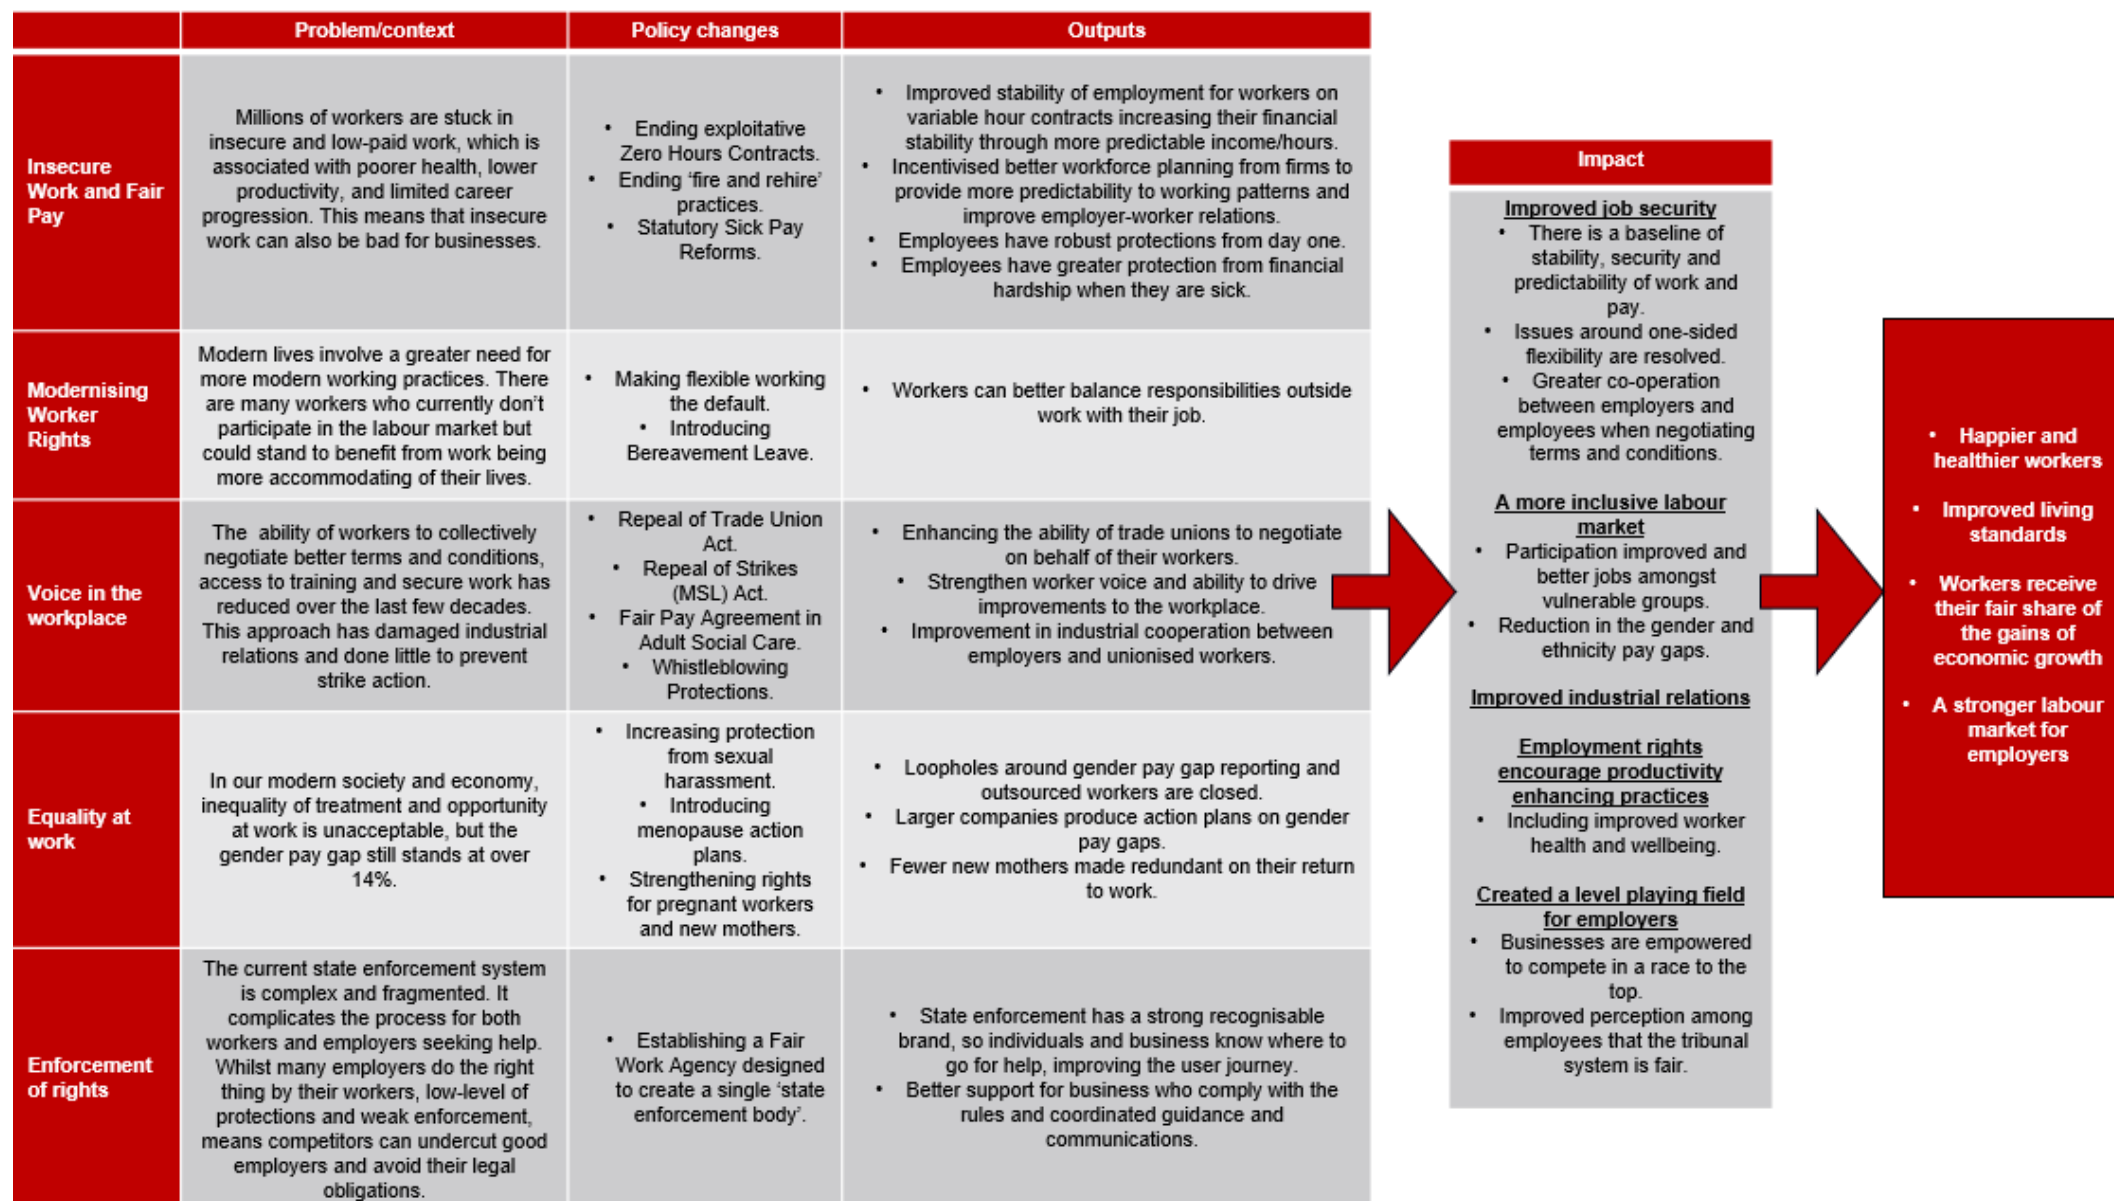 Problem/context
Policy changes
Outputs
Insecure
Work and Fair
Pay
Millions of workers are stuck in
insecure and low-paid work, which is
associated with poorer health, lower
productivity, and limited career
progression. This means that insecure
work can also be bad for businesses.
• Ending exploitative
Zero Hours Contracts.
• Ending ‘fire and rehire’
practices.
• Statutory Sick Pay
Reforms.
• Improved stability of employment for workers on
variable hour contracts increasing their financial
stability through more predictable income/hours.
• Incentivised better workforce planning from firms to
provide more predictability to working patterns and
improve employer-worker relations.
• Employees have robust protections from day one.
• Employees have greater protection from financial
hardship when they are sick.
Modernising
Worker
Rights
Modern lives involve a greater need for
more modern working practices. There
are many workers who currently don’t
participate in the labour market but
could stand to benefit from work being
more accommodating of their lives.
• Making flexible working
the default.
• Introducing
Bereavement Leave.
• Workers can better balance responsibilities outside
work with their job.
Voice in the
workplace
The ability of workers to collectively
negotiate better terms and conditions,
access to training and secure work has
reduced over the last few decades.
This approach has damaged industrial
relations and done little to prevent
strike action.
• Repeal of Trade Union
Act.
• Repeal of Strikes
(MSL) Act.
• Fair Pay Agreement in
Adult Social Care.
• Whistleblowing
Protections.
• Enhancing the ability of trade unions to negotiate
on behalf of their workers.
• Strengthen worker voice and ability to drive
improvements to the workplace.
• Improvement in industrial cooperation between
employers and unionised workers.
Equality at
work
In our modern society and economy,
inequality of treatment and opportunity
at work is unacceptable, but the
gender pay gap still stands at over
14%.
• Increasing protection
from sexual
harassment.
• Introducing
menopause action
plans.
• Strengthening rights
for pregnant workers
and new mothers.
• Loopholes around gender pay gap reporting and
outsourced workers are closed.
• Larger companies produce action plans on gender
pay gaps.
• Fewer new mothers made redundant on their return
to work.
Enforcement
of rights
The current state enforcement system
is complex and fragmented. It
complicates the process for both
workers and employers seeking help.
Whilst many employers do the right
thing by their workers, low-level of
protections and weak enforcement,
means competitors can undercut good
employers and avoid their legal
obligations.
• Establishing a Fair
Work Agency designed
to create a single ‘state
enforcement body’.
• State enforcement has a strong recognisable
brand, so individuals and business know where to
go for help, improving the user journey.
• Better support for business who comply with the
rules and coordinated guidance and
communications.
Impact
Improved job security
• There is a baseline of
stability, security and
predictability of work and
pay.
• Issues around one-sided
flexibility are resolved.
• Greater co-operation
between employers and
employees when negotiating
terms and conditions.
A more inclusive labour
market
• Participation improved and
better jobs amongst
vulnerable groups.
• Reduction in the gender and
ethnicity pay gaps.
Improved industrial relations
Employment rights
encourage productivity
enhancing practices
• Including improved worker
health and wellbeing.
Created a level playing field
for employers
• Businesses are empowered
to compete in a race to the
top.
• Improved perception among
employees that the tribunal
system is fair.
• Happier and
healthier workers
• Improved living
standards
• Workers receive
their fair share of
the gains of
economic growth
• A stronger labour
market for
employers